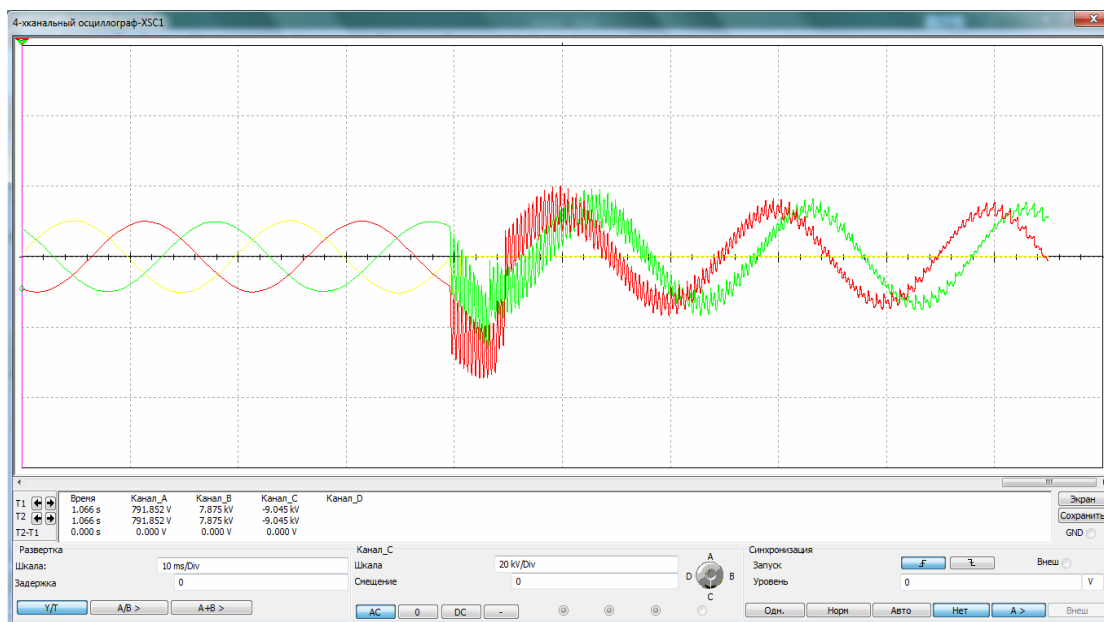 4-хканальный осциллограф-XSC1
T1
T2
T2-T1
Время Канал_A Канал_B Канал_C Канал_D
1.066 s 791.852 V 7.875 kV -9.045 kV
1.066 s 791.852 V 7.875 kV -9.045 kV
0.000 s 0.000 V 0.000 V 0.000 V
Экран
Сохранить
GND
Развертка
Шкала: 10 ms/Div
Задержка 0
Y/T A/B > A+B >
Канал_C
Шкала 20 kV/Div
Смещение 0
AC 0 DC -
A
D B
C
Синхронизация
Запуск Внеш
Уровень 0 V
Одн. Норм Авто Нет A > Внеш